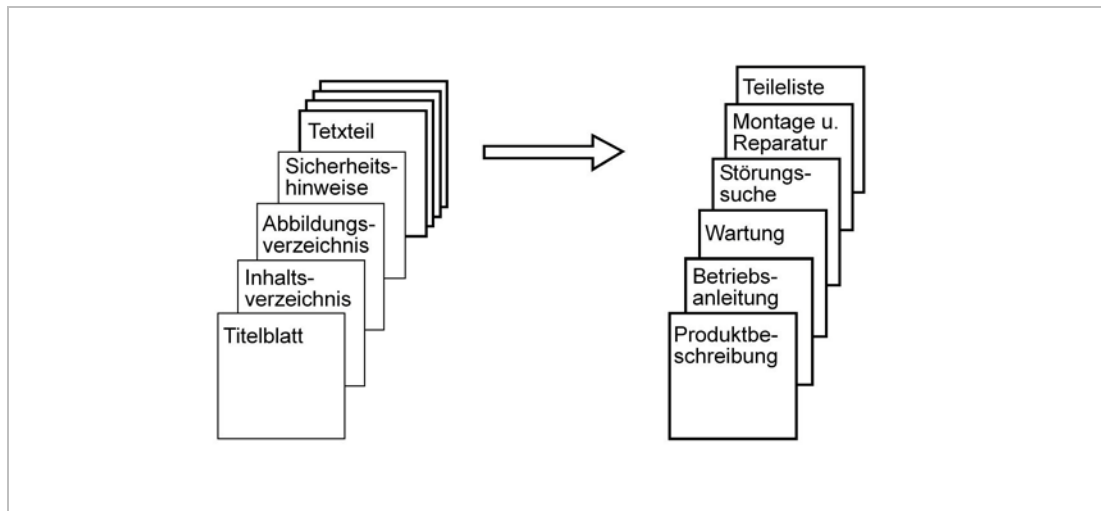 Tetxteil
Sicherheits-
hinweise
Abbildungs-
verzeichnis
Inhalts-
verzeichnis
Titelblatt
Teileliste
Montage u.
Reparatur
Störungs-
suche
Wartung
Betriebs-
anleitung
Produktbe-
schreibung